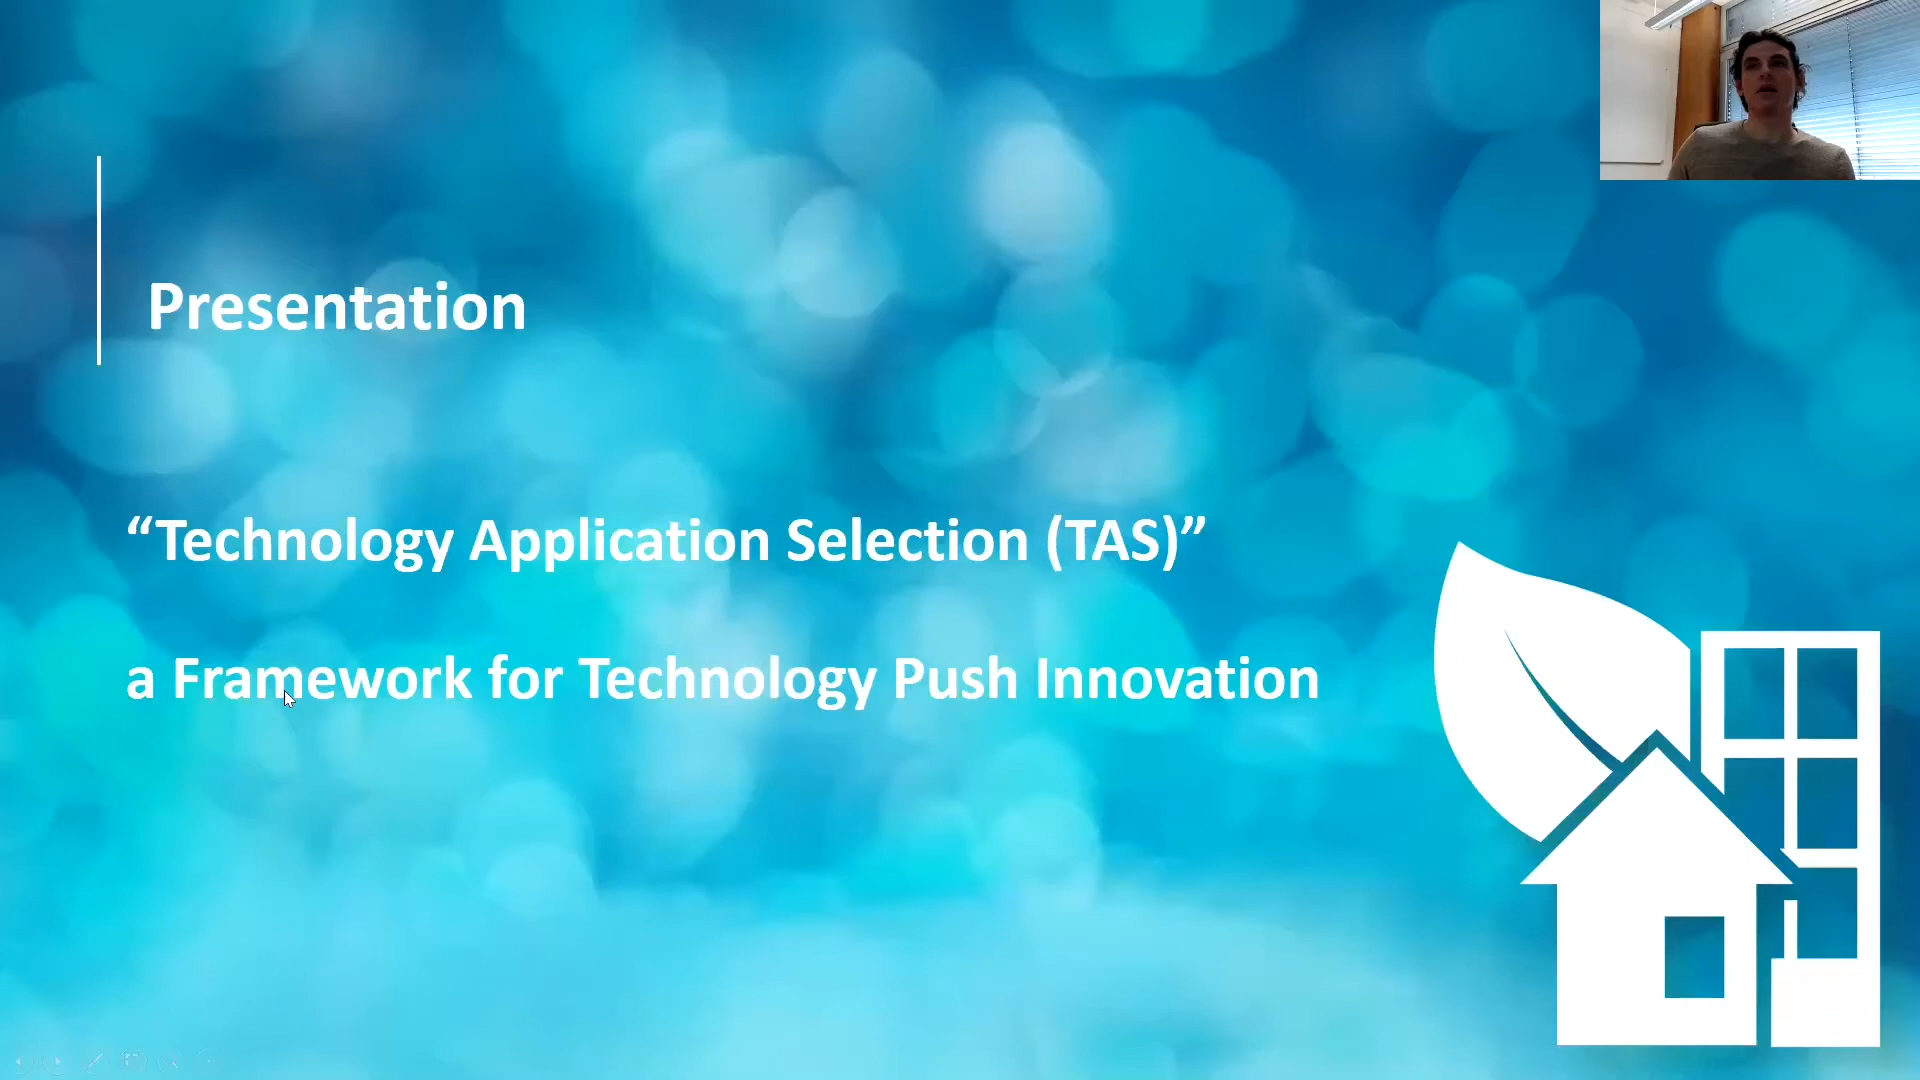 Presentation
“Technology Application Selection (TAS)”
a Framework for Technology Push Innovation